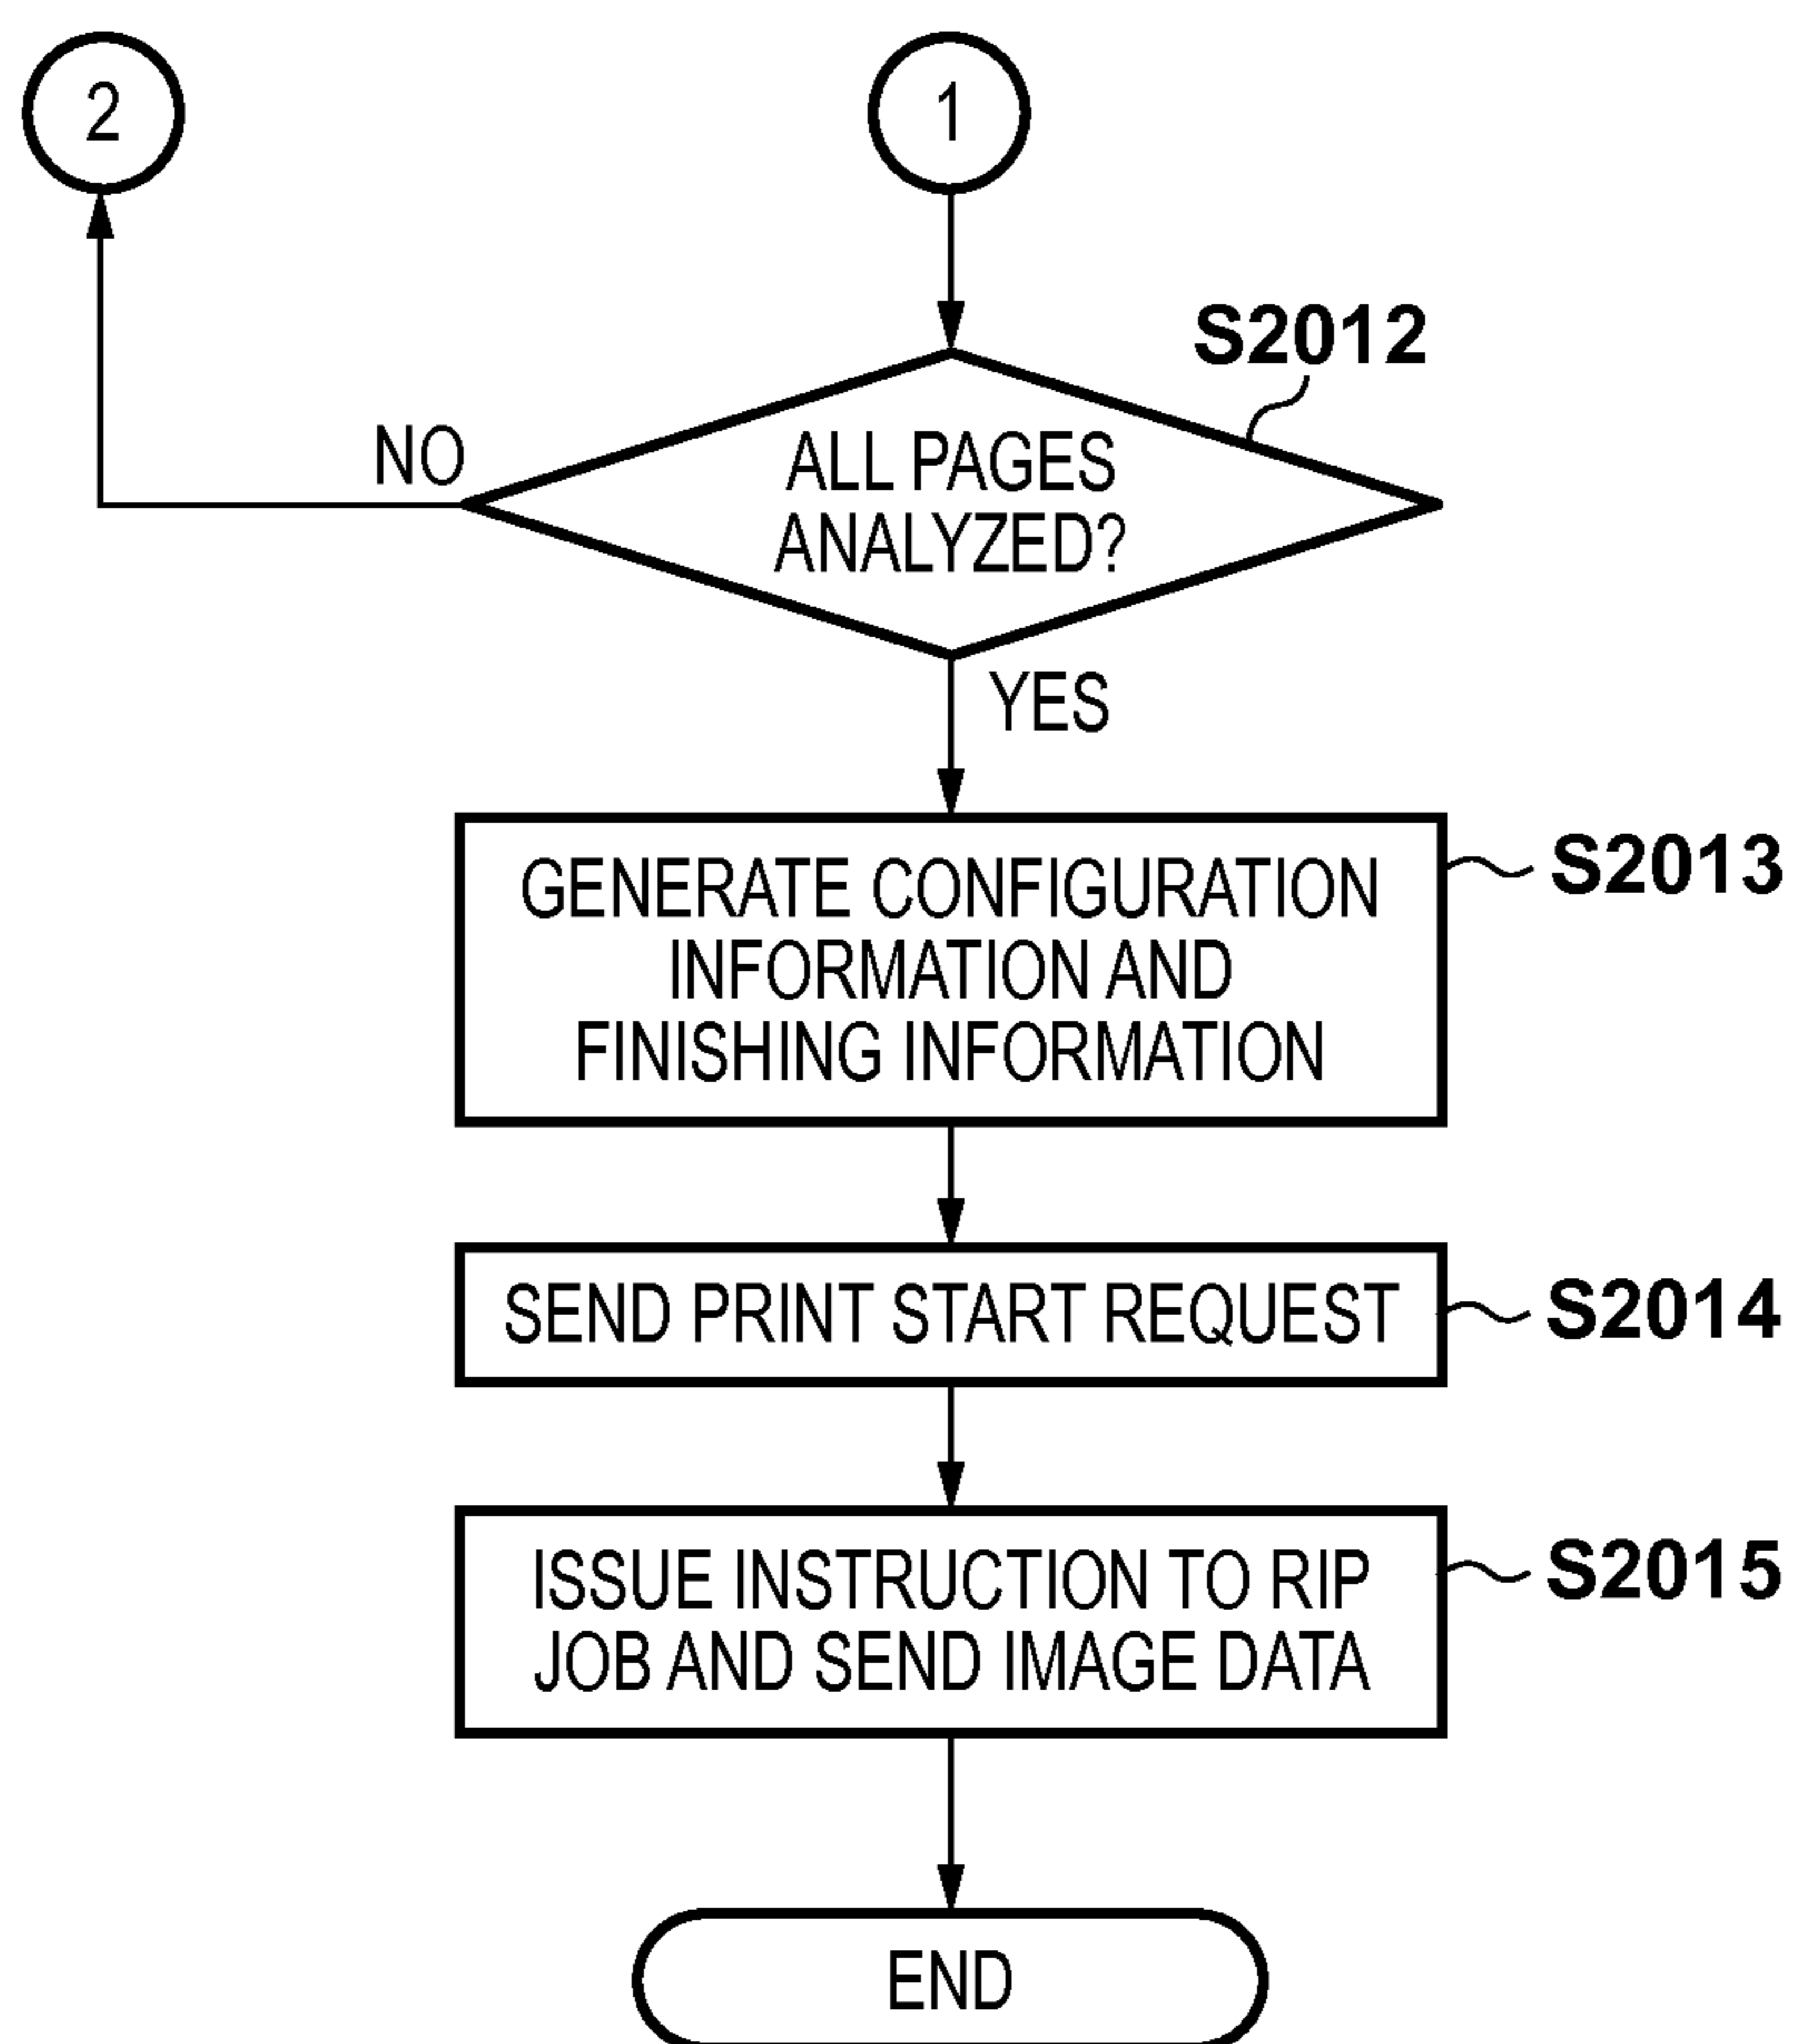 2
1
S2012
NO
ALL PAGES
ANALYZED?
YES
GENERATE CONFIGURATION
INFORMATION AND
FINISHING INFORMATION
S2013
SEND PRINT START REQUEST
S2014
ISSUE INSTRUCTION TO RIP
JOB AND SEND IMAGE DATA
S2015
END